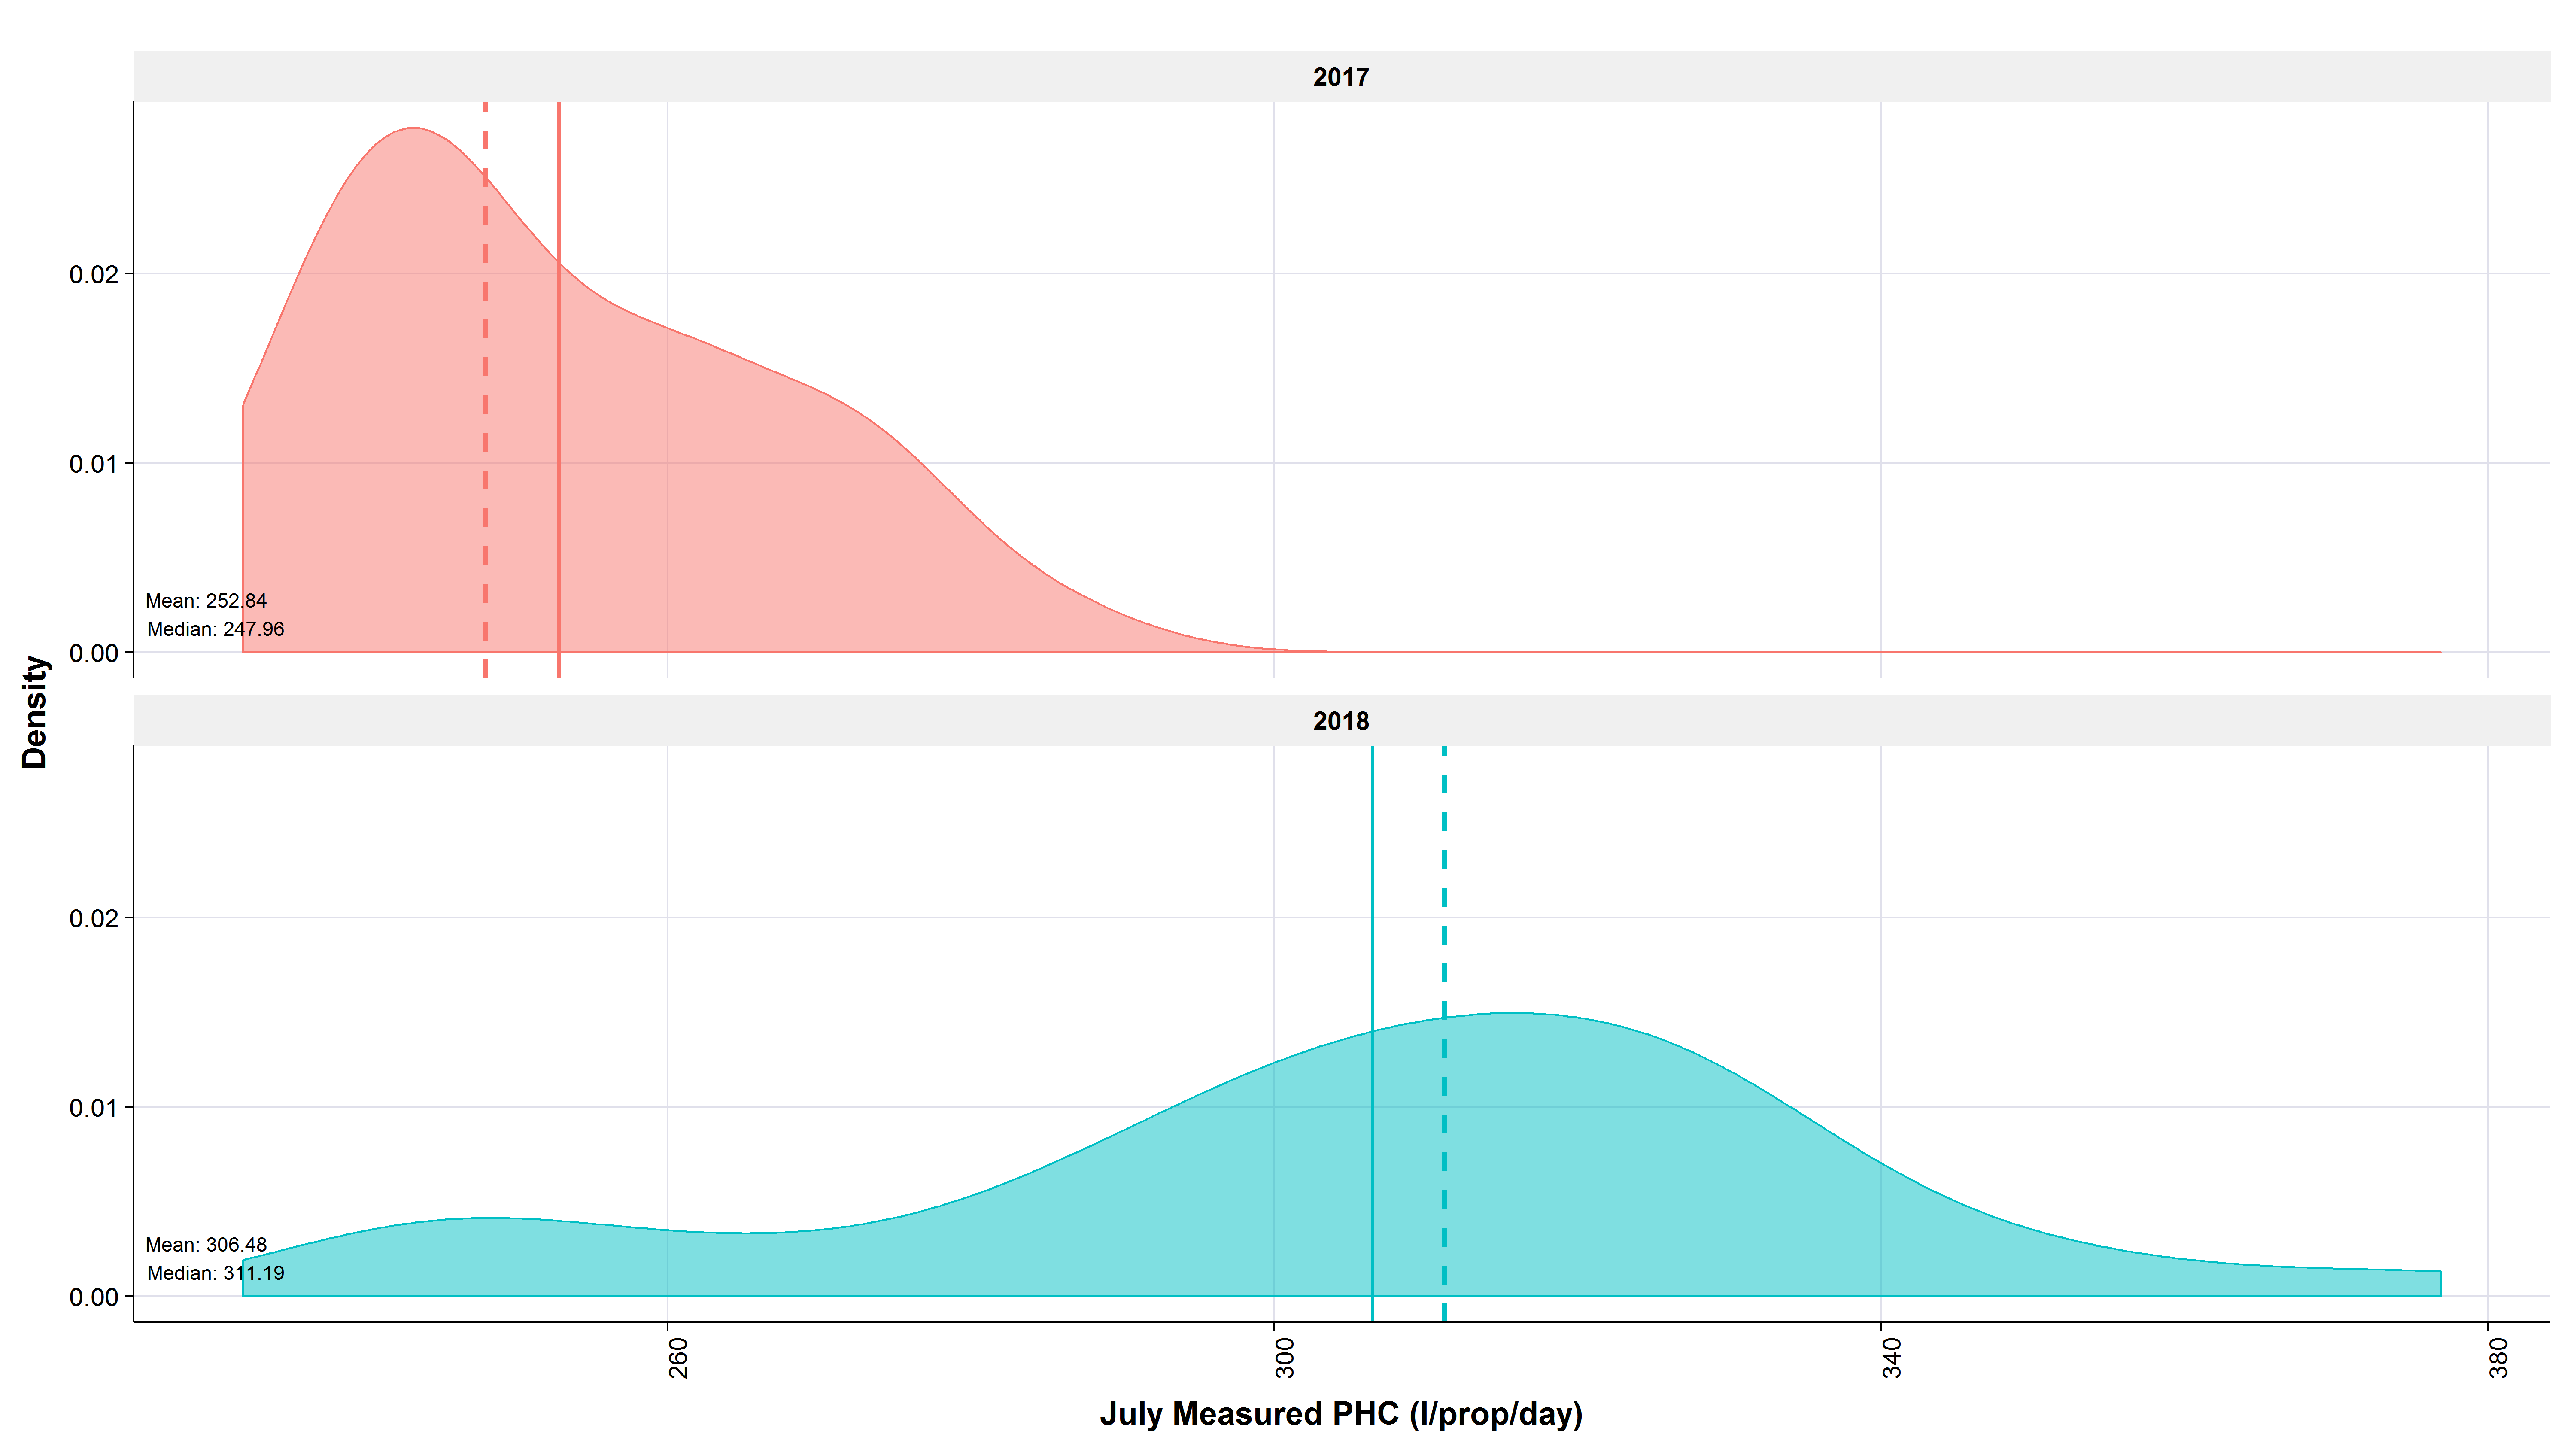 2017
0.02
0.01
0.00
Mean: 252.84
Median: 247.96
Density
2018
0.02
0.01
0.00
Mean: 306.48
Median: 311.19
260
300
340
380
July Measured PHC (l/prop/day)